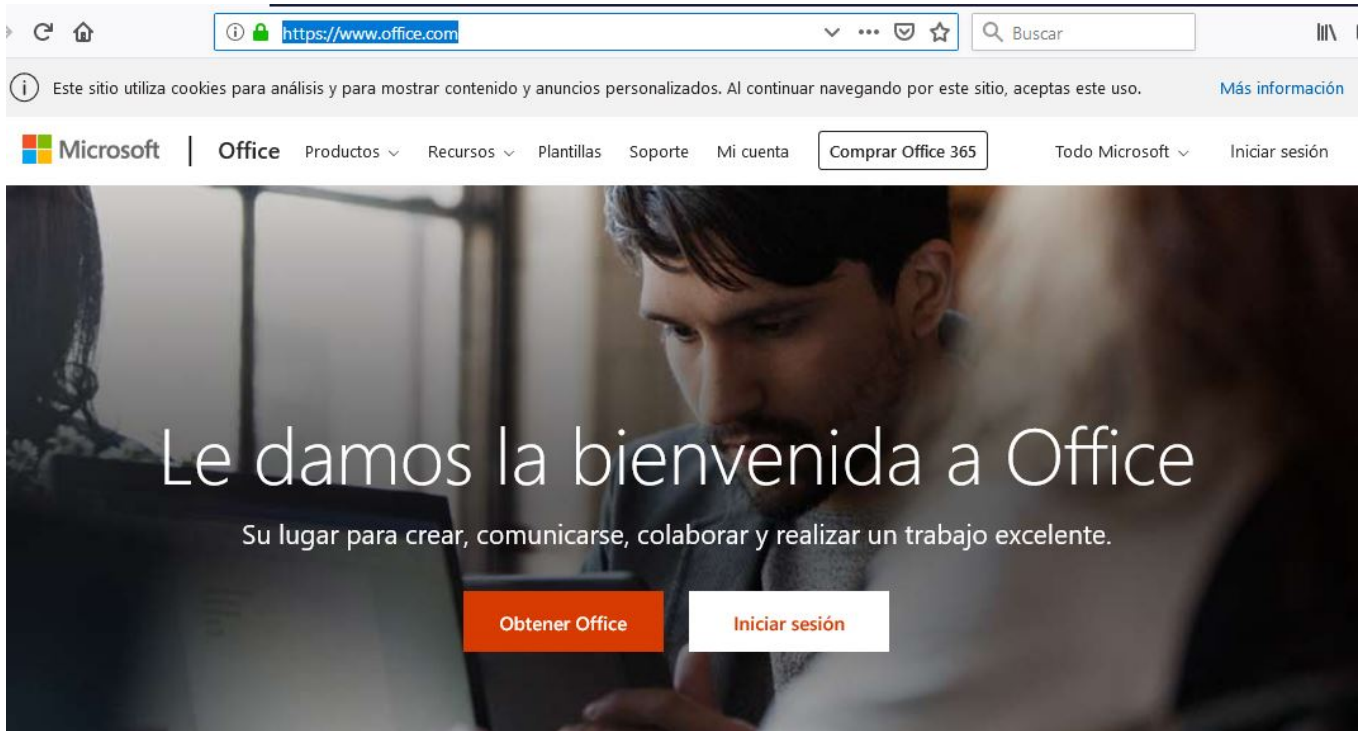 https://www.office.com
Buscar
Este sitio utiliza cookies para análisis y para mostrar contenido y anuncios personalizados. Al continuar navegando por este sitio, aceptas este uso. Más información
Microsoft Office Productos Recursos Plantillas Soporte Mi cuenta Comprar Office 365 Todo Microsoft Iniciar sesión
Le damos la bienvenida a Office
Su lugar para crear, comunicarse, colaborar y realizar un trabajo excelente.
Obtener Office Iniciar sesión